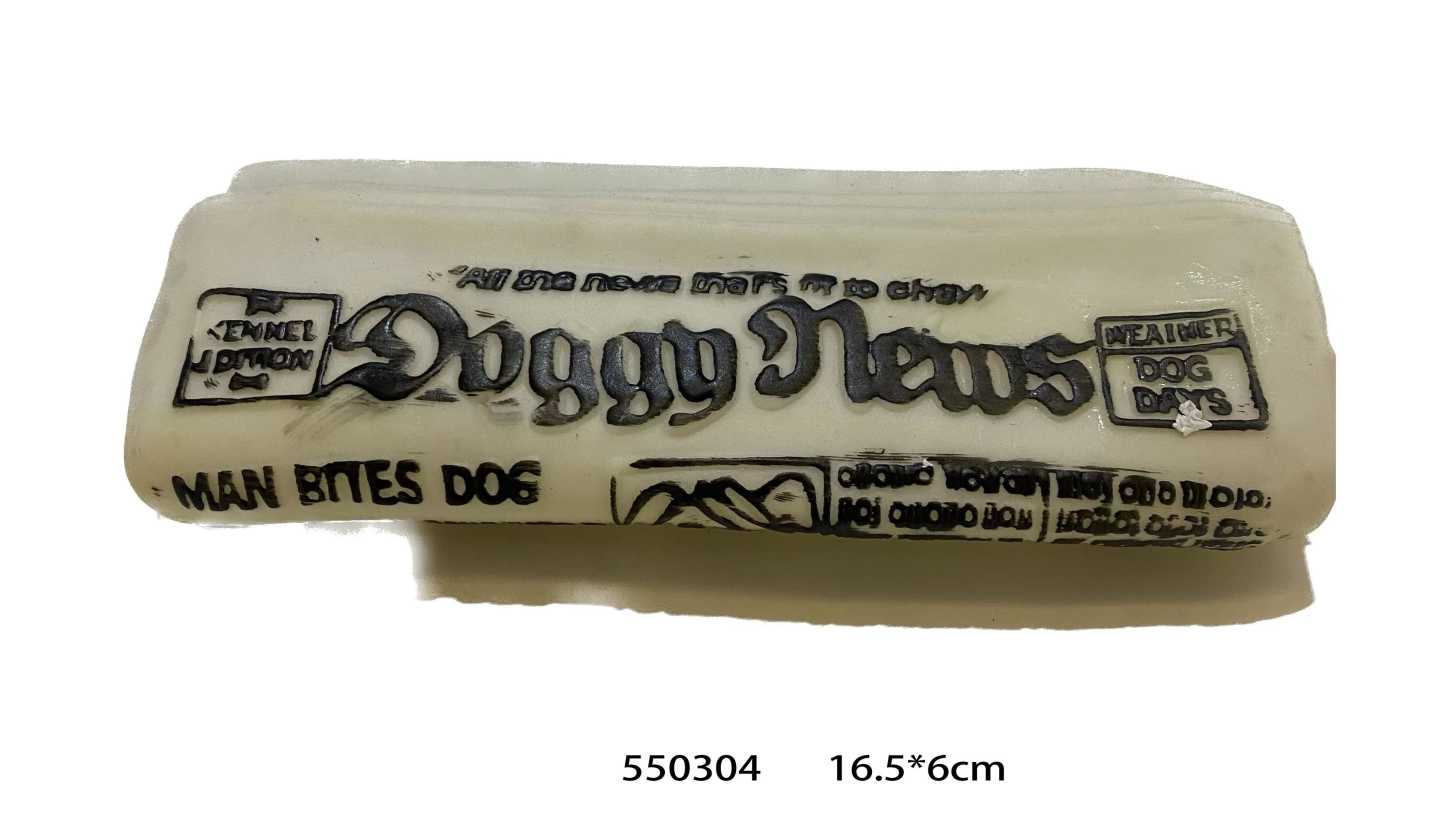 "All the news that's fit to chew"
KENNEL
EDITION
Doggy News
WEATHER
DOG
DAYS
MAN BITES DOG
550304 16.5*6cm